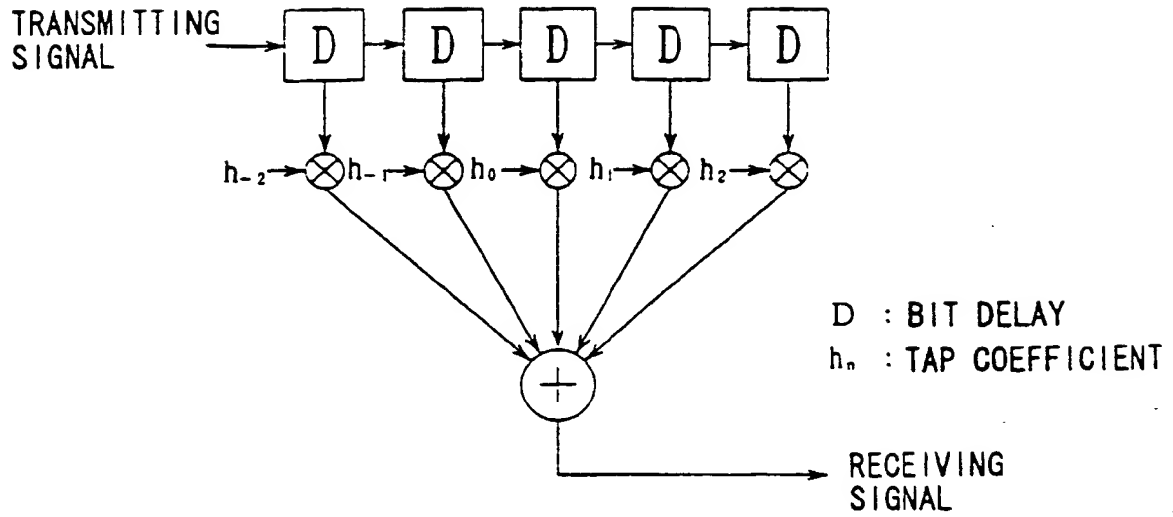 TRANSMITTING
SIGNAL
D D D D D
h₋₂ h₋₁ h₀ h₁ h₂
+
D : BIT DELAY
hₙ : TAP COEFFICIENT
RECEIVING
SIGNAL